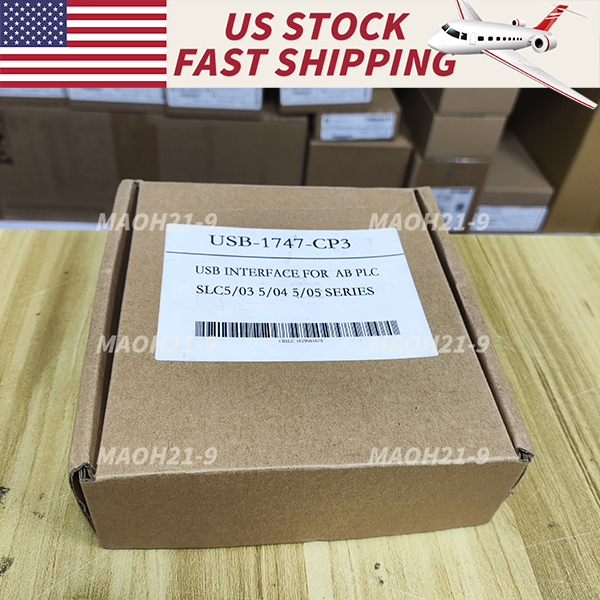 US STOCK
FAST SHIPPING
MAOH21-9 MAOH21-9
USB-1747-CP3
USB INTERFACE FOR AB PLC
SLC5/03 5/04 5/05 SERIES
MAOH21-9 MAOH21-9
MAOH21-9 MAOH21-9